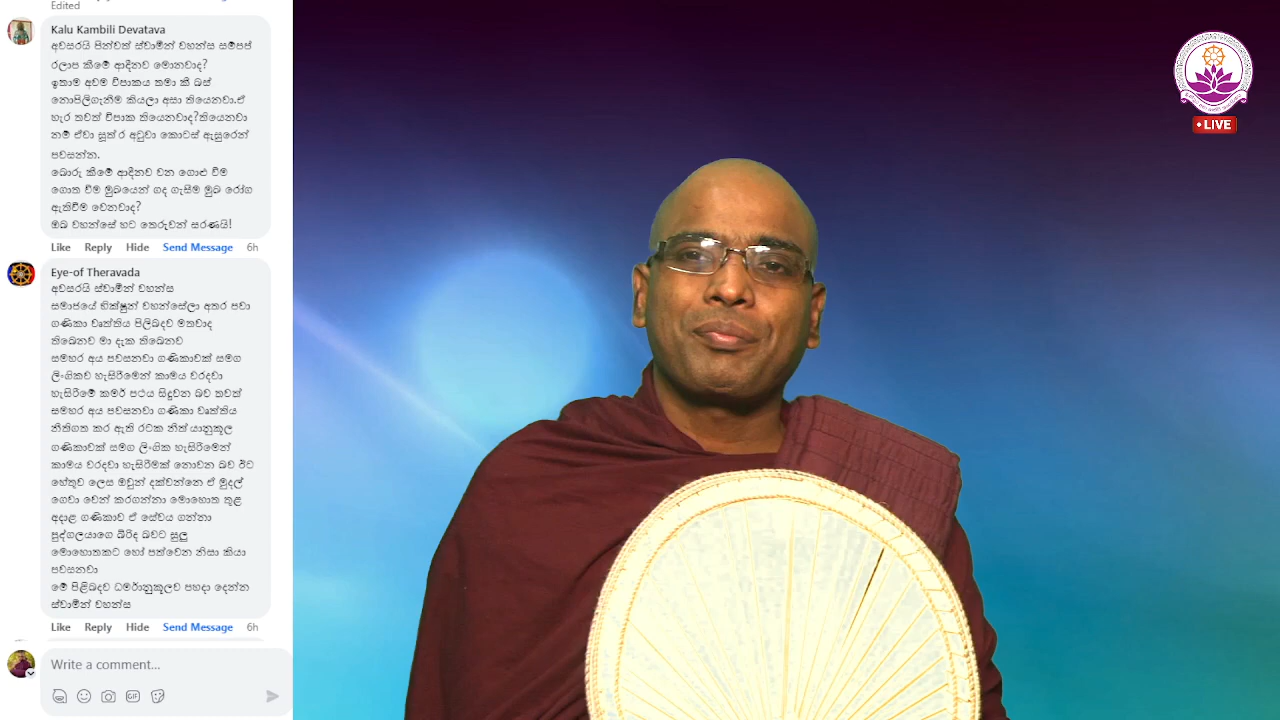 Edited
Kalu Kambili Devatava
අවසරයි පින්වත් ස්වාමීන් වහන්ස සම්පප්
රලාප කීමේ ආදීනව මොනවාද?
ඉතාම අවම විපාකය තමා කී බස්
නොපිලිගැනීම කියලා අසා තියෙනවා.ඒ
හැර තවත් විපාක තියෙනවාද?තියෙනවා
නම් ඒවා සූත්‍ර අටුවා කොටස් ඇසුරෙන්
පවසන්න.
බොරු කීමේ ආදීනව වන ගොළු වීම
ගොත වීම මුඛයෙන් ගඳ ගැසීම මුඛ රෝග
ඇතිවීම වෙනවාද?
ඔබ වහන්සේ හට තෙරුවන් සරණයි!
Like Reply Hide Send Message 6h
Eye-of Theravada
අවසරයි ස්වාමීන් වහන්ස
සමාජයේ භික්ෂූන් වහන්සේලා අතර පවා
ගණිකා වෘත්තිය පිලිබදව මතවාද
තිබෙනව මා දැක තිබෙනව
සමහර අය පවසනවා ගණිකාවක් සමග
ලිංගිකව හැසිරීමෙන් කාමය වරදවා
හැසිරීමේ කර්ම පථය සිදුවන බව තවත්
සමහර අය පවසනවා ගණිකා වෘත්තිය
නීතිගත කර ඇති රටක නීත්‍යානුකූල
ගණිකාවක් සමග ලිංගික හැසිරීමෙන්
කාමය වරදවා හැසිරීමක් නොවන බව ඊට
හේතුව ලෙස ඔවුන් දක්වන්නෙ ඒ මුදල්
ගෙවා වෙන් කරගන්නා මොහොත තුළ
අදාළ ගණිකාව ඒ සේවය ගන්නා
පුද්ගලයාගෙ බිරිද බවට සුලු
මොහොතකට හෝ පත්වෙන නිසා කියා
පවසනවා
මේ පිළිබදව ධර්මානුකූලව පහදා දෙන්න
ස්වාමීන් වහන්ස
Like Reply Hide Send Message 6h
Write a comment...
GIF
LIVE